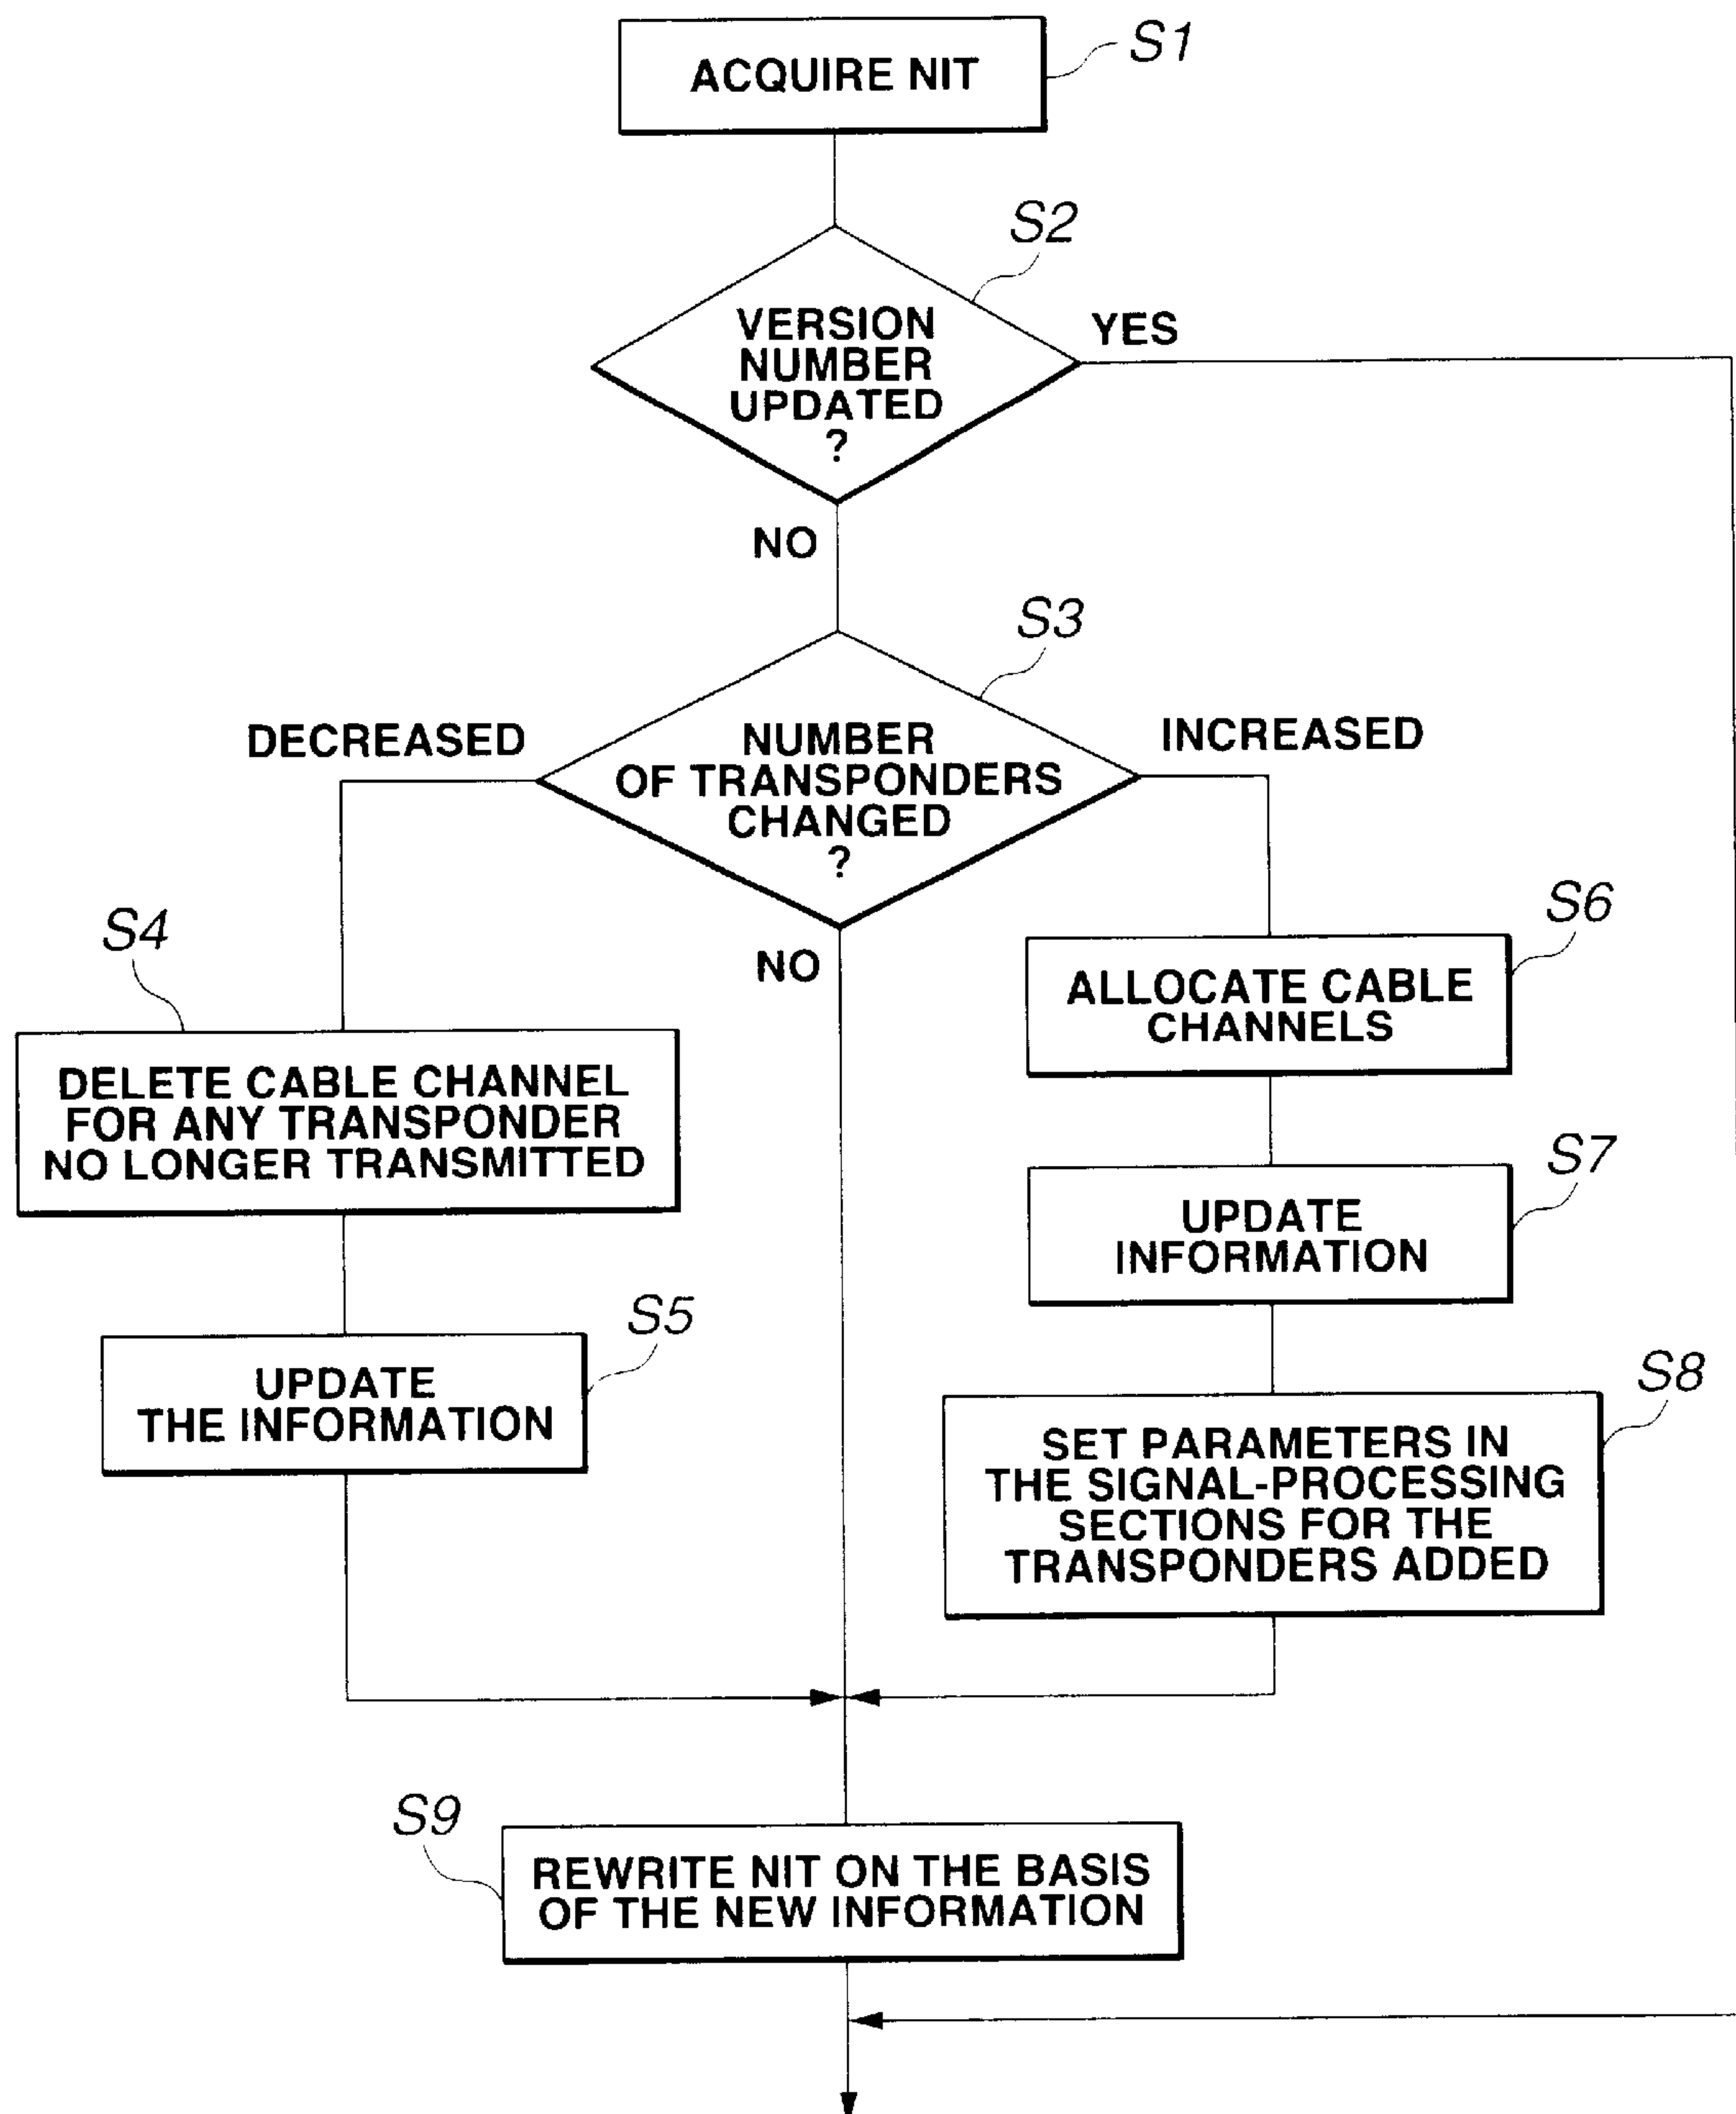 ACQUIRE NIT
S1
S2
VERSION
NUMBER
UPDATED
?
YES
NO
S3
DECREASED
NUMBER
OF TRANSPONDERS
CHANGED
?
INCREASED
NO
S4
DELETE CABLE CHANNEL
FOR ANY TRANSPONDER
NO LONGER TRANSMITTED
S5
UPDATE
THE INFORMATION
S6
ALLOCATE CABLE
CHANNELS
S7
UPDATE
INFORMATION
S8
SET PARAMETERS IN
THE SIGNAL-PROCESSING
SECTIONS FOR THE
TRANSPONDERS ADDED
S9
REWRITE NIT ON THE BASIS
OF THE NEW INFORMATION